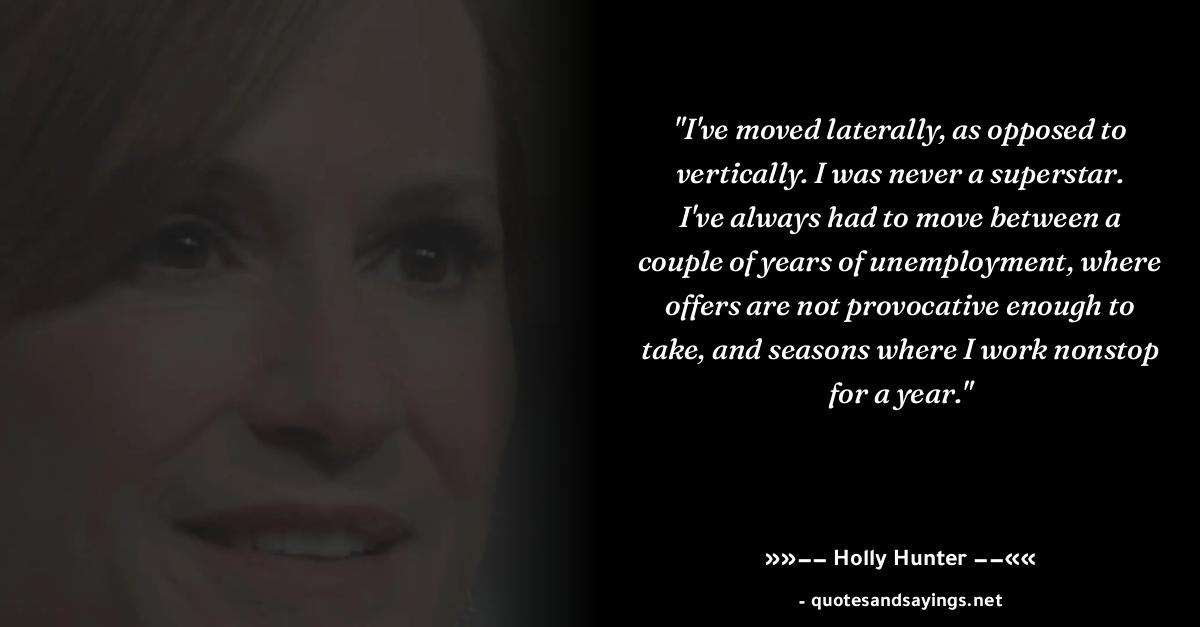 "I've moved laterally, as opposed to
vertically. I was never a superstar.
I've always had to move between a
couple of years of unemployment, where
offers are not provocative enough to
take, and seasons where I work nonstop
for a year."
»»–– Holly Hunter ––««
- quotesandsayings.net